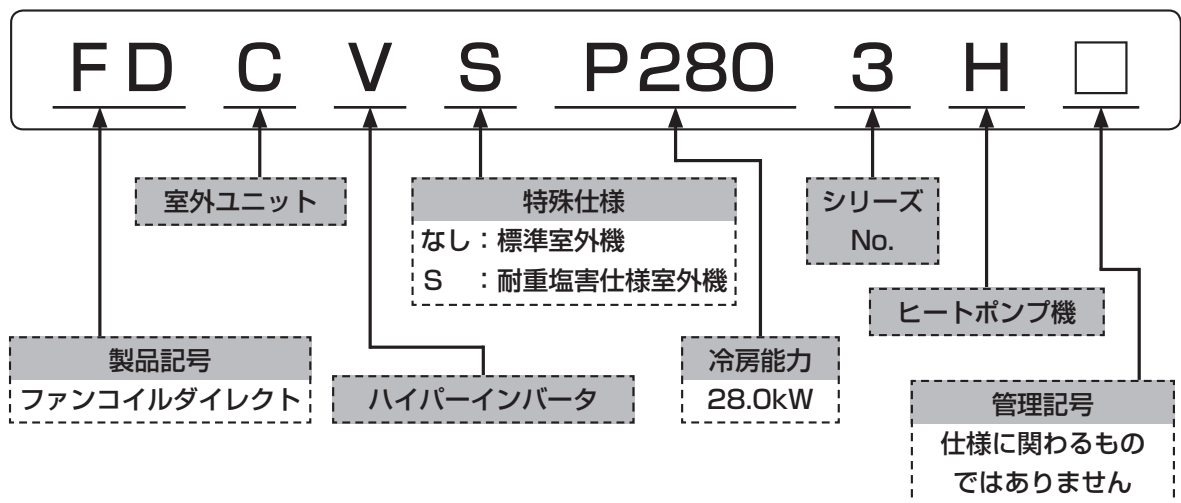 FD C V S P280 3 H □
室外ユニット
特殊仕様
なし：標準室外機
S　：耐重塩害仕様室外機
シリーズ
No.
ヒートポンプ機
製品記号
ファンコイルダイレクト
ハイパーインバータ
冷房能力
28.0kW
管理記号
仕様に関わるもの
ではありません